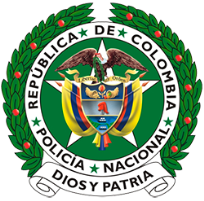 REPÚBLICA DE COLOMBIA
POLICÍA NACIONAL
DIOS Y PATRIA